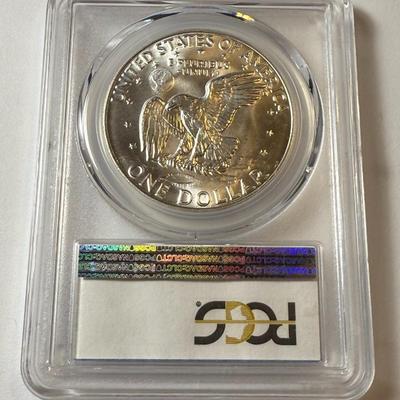 UNITED STATES OF AMERICA
E PLURIBUS
UNUM
ONE DOLLAR
PCGS